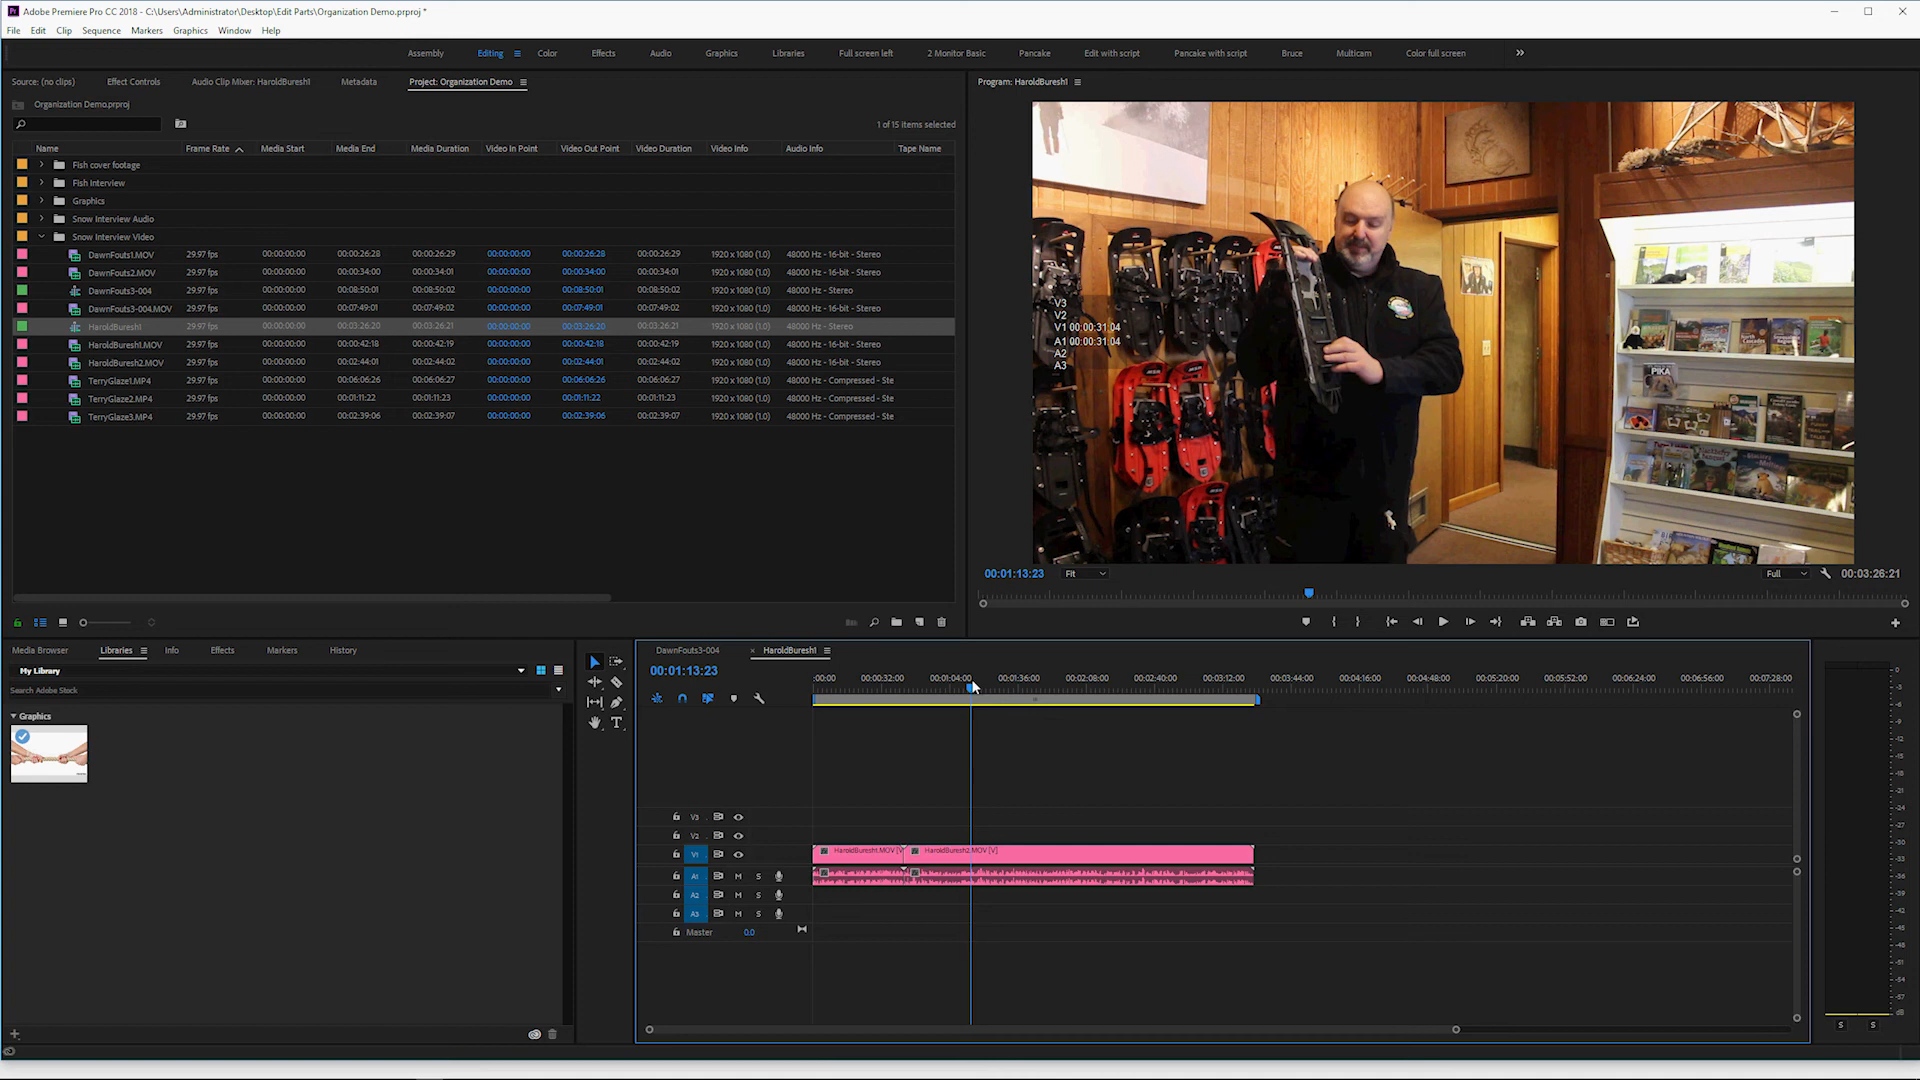 Adobe Premiere Pro CC 2018 - C:\Users\Administrator\Desktop\Edit Parts\Organization Demo.prproj *
File Edit Clip Sequence Markers Graphics Window Help
Assembly Editing Color Effects Audio Graphics Libraries Full screen left 2 Monitor Basic Pancake Edit with script Pancake with script Bruce Multicam Color full screen
Source: (no clips) Effect Controls Audio Clip Mixer: HaroldBuresh1 Metadata Project: Organization Demo
Program: HaroldBuresh1
Organization Demo.prproj
1 of 15 items selected
Name Frame Rate Media Start Media End Media Duration Video In Point Video Out Point Video Duration Video Info Audio Info Tape Name
Fish cover footage
Fish Interview
Graphics
Snow Interview Audio
Snow Interview Video
DawnFouts1.MOV 29.97 fps 00:00:00:00 00:00:26:28 00:00:26:29 00:00:00:00 00:00:26:28 00:00:26:29 1920 x 1080 (1.0) 48000 Hz - 16-bit - Stereo
DawnFouts2.MOV 29.97 fps 00:00:00:00 00:00:34:00 00:00:34:01 00:00:00:00 00:00:34:00 00:00:34:01 1920 x 1080 (1.0) 48000 Hz - 16-bit - Stereo
DawnFouts3-004 29.97 fps 00:00:00:00 00:08:50:01 00:08:50:02 00:00:00:00 00:08:50:01 00:08:50:02 1920 x 1080 (1.0) 48000 Hz - Stereo
DawnFouts3-004.MOV 29.97 fps 00:00:00:00 00:07:49:01 00:07:49:02 00:00:00:00 00:07:49:01 00:07:49:02 1920 x 1080 (1.0) 48000 Hz - 16-bit - Stereo
HaroldBuresh1 29.97 fps 00:00:00:00 00:03:26:20 00:03:26:21 00:00:00:00 00:03:26:20 00:03:26:21 1920 x 1080 (1.0) 48000 Hz - Stereo
HaroldBuresh1.MOV 29.97 fps 00:00:00:00 00:00:42:18 00:00:42:19 00:00:00:00 00:00:42:18 00:00:42:19 1920 x 1080 (1.0) 48000 Hz - 16-bit - Stereo
HaroldBuresh2.MOV 29.97 fps 00:00:00:00 00:02:44:01 00:02:44:02 00:00:00:00 00:02:44:01 00:02:44:02 1920 x 1080 (1.0) 48000 Hz - 16-bit - Stereo
TerryGlaze1.MP4 29.97 fps 00:00:00:00 00:06:06:26 00:06:06:27 00:00:00:00 00:06:06:26 00:06:06:27 1920 x 1080 (1.0) 48000 Hz - Compressed - Ste
TerryGlaze2.MP4 29.97 fps 00:00:00:00 00:01:11:22 00:01:11:23 00:00:00:00 00:01:11:22 00:01:11:23 1920 x 1080 (1.0) 48000 Hz - Compressed - Ste
TerryGlaze3.MP4 29.97 fps 00:00:00:00 00:02:39:06 00:02:39:07 00:00:00:00 00:02:39:06 00:02:39:07 1920 x 1080 (1.0) 48000 Hz - Compressed - Ste
V3
V2
V1 00:00:31:04
A1 00:00:31:04
A2
A3
PIKA
00:01:13:23 Fit Full 00:03:26:21
Media Browser Libraries Info Effects Markers History
My Library
Search Adobe Stock
Graphics
DawnFouts3-004 × HaroldBuresh1
00:01:13:23
:00:00 00:00:32:00 00:01:04:00 00:01:36:00 00:02:08:00 00:02:40:00 00:03:12:00 00:03:44:00 00:04:16:00 00:04:48:00 00:05:20:00 00:05:52:00 00:06:24:00 00:06:56:00 00:07:28:00
V3
V2
V1 HaroldBuresh1.MOV [V HaroldBuresh2.MOV [V]
A1 M S
A2 M S
A3 M S
Master 0.0
0
-3
-6
-9
-12
-15
-18
-21
-24
-27
-30
-33
-36
-39
-42
-45
-48
-51
-54
-57
dB
S S